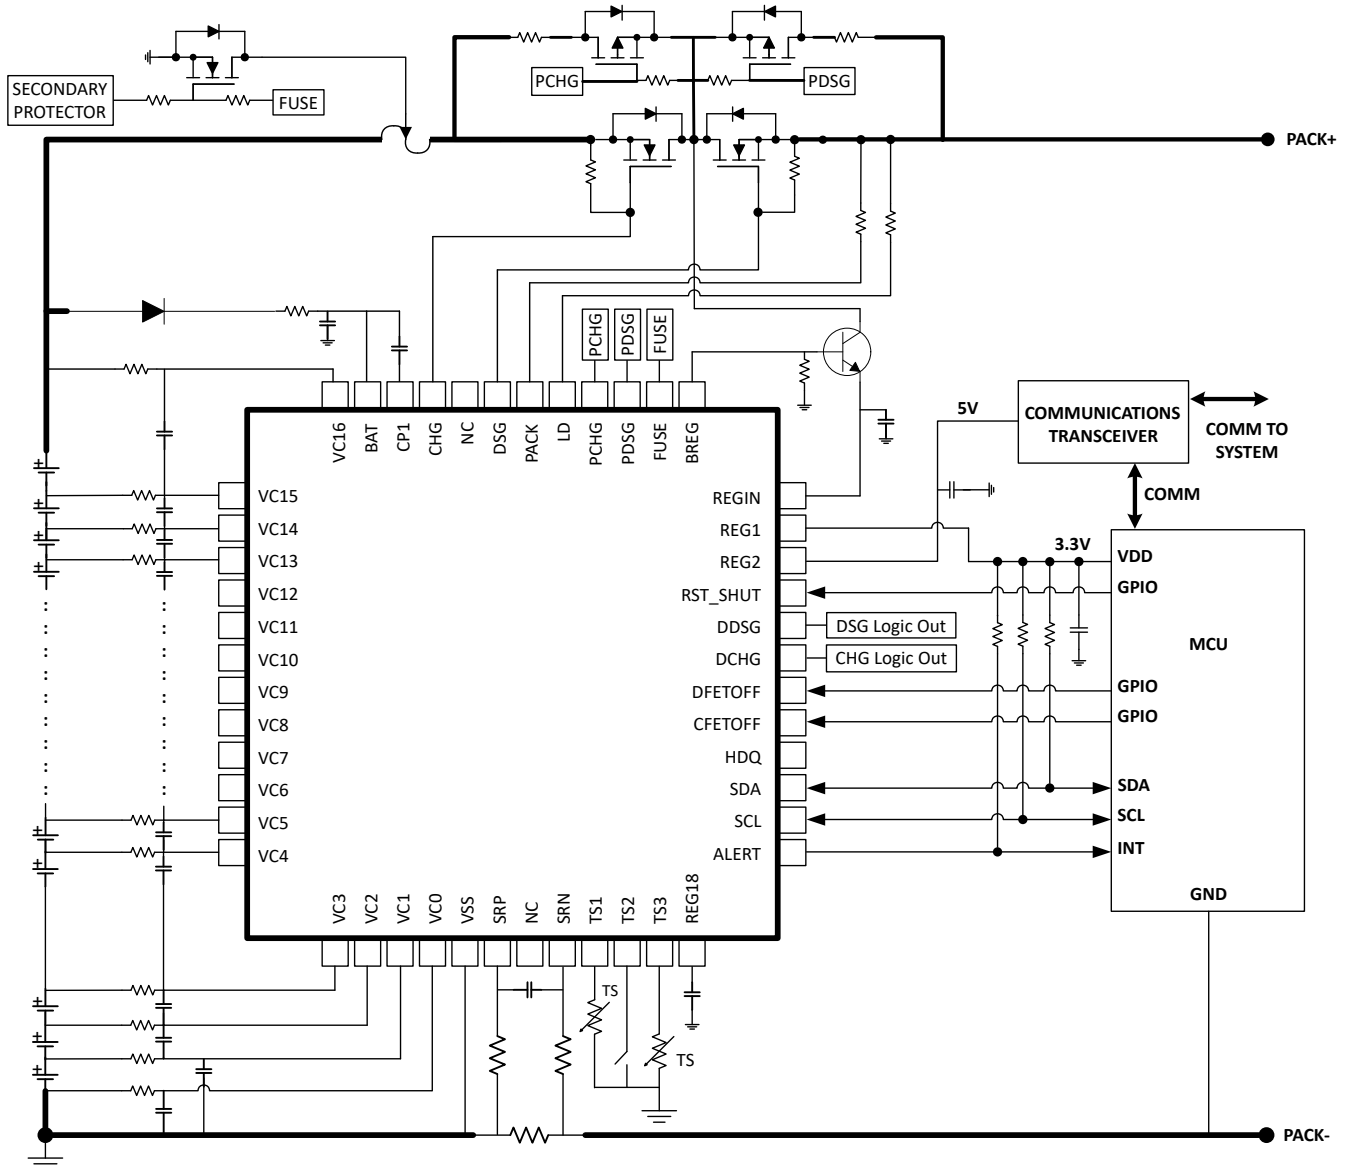 SECONDARY
PROTECTOR
FUSE
PCHG
PDSG
PACK+
PCHG
PDSG
FUSE
VC16
BAT
CP1
CHG
NC
DSG
PACK
LD
PCHG
PDSG
FUSE
BREG
VC15
VC14
VC13
VC12
VC11
VC10
VC9
VC8
VC7
VC6
VC5
VC4
REGIN
REG1
REG2
RST_SHUT
DDSG
DCHG
DFETOFF
CFETOFF
HDQ
SDA
SCL
ALERT
DSG Logic Out
CHG Logic Out
5V
COMMUNICATIONS
TRANSCEIVER
COMM TO
SYSTEM
COMM
3.3V
VDD
GPIO
MCU
GPIO
GPIO
SDA
SCL
INT
GND
VC3
VC2
VC1
VC0
VSS
SRP
NC
SRN
TS1
TS2
TS3
REG18
TS
TS
PACK-
+
+
+
+
+
+
+
+
+